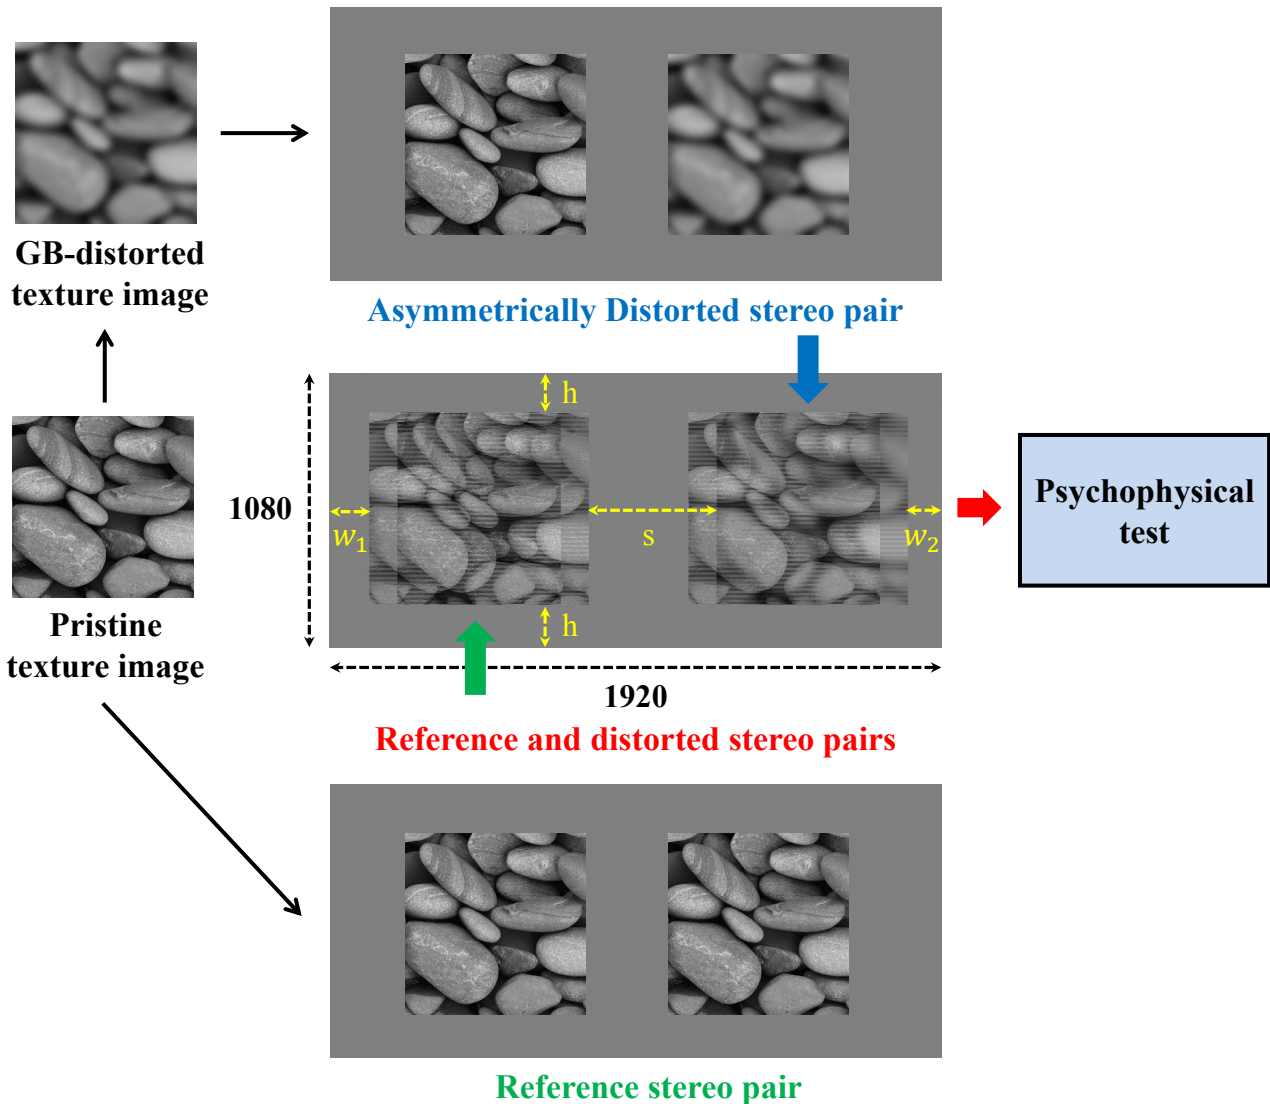 GB-distorted
texture image
Asymmetrically Distorted stereo pair
h
1080
w₁
s
w₂
h
1920
Psychophysical
test
Pristine
texture image
Reference and distorted stereo pairs
Reference stereo pair